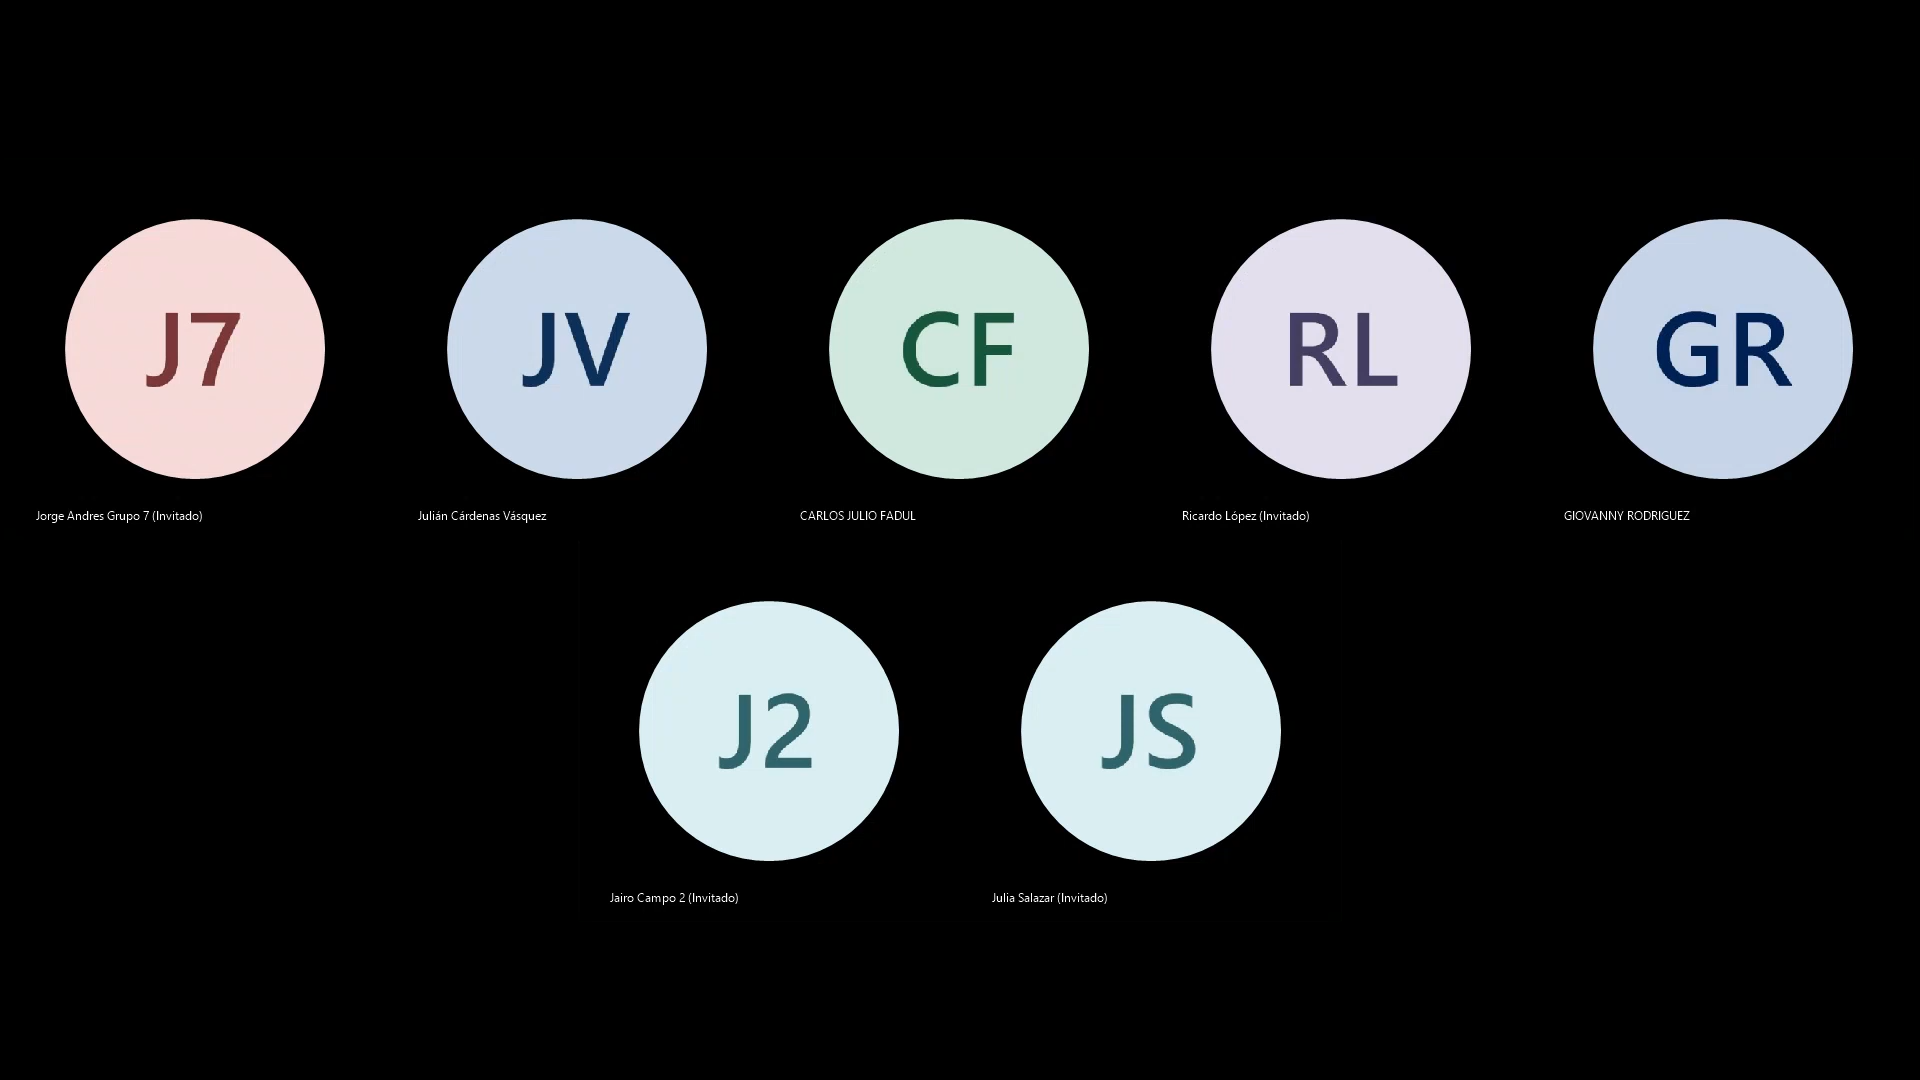 J7
JV
CF
RL
GR
Jorge Andres Grupo 7 (Invitado)
Julián Cárdenas Vásquez
CARLOS JULIO FADUL
Ricardo López (Invitado)
GIOVANNY RODRIGUEZ
J2
JS
Jairo Campo 2 (Invitado)
Julia Salazar (Invitado)